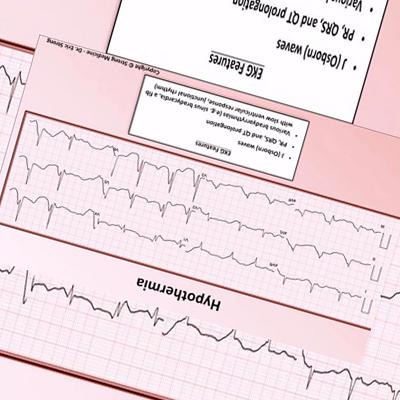 Hypothermia
EKG Features
• J (Osborn) waves
• PR, QRS, and QT prolongation
• Various bradyarrhythmias (e.g. sinus bradycardia, a fib
with slow ventricular response, junctional rhythm)
Copyright © Strong Medicine - Dr. Eric Strong
EKG Features
• J (Osborn) waves
• PR, QRS, and QT prolongation